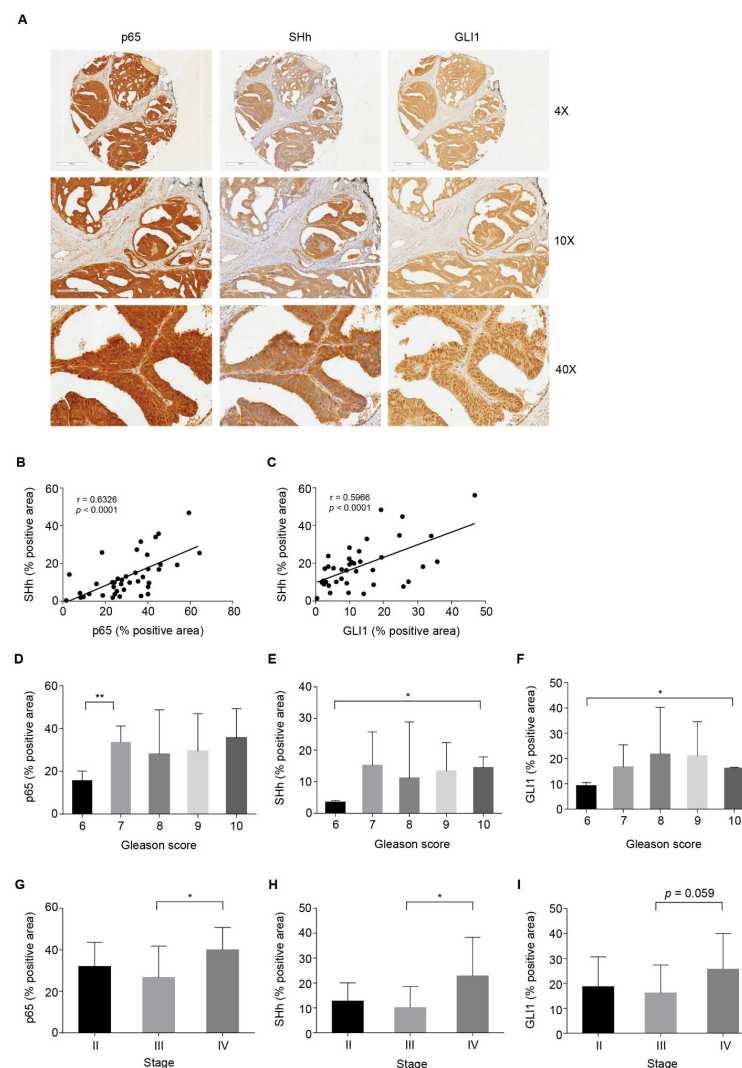 A
p65 SHh GLI1
4X
10X
40X
B
r = 0.6326
p < 0.0001
SHh (% positive area)
60
40
20
0
0 20 40 60 80
p65 (% positive area)
C
r = 0.5966
p < 0.0001
SHh (% positive area)
60
40
20
0
0 10 20 30 40 50
GLI1 (% positive area)
D
**
p65 (% positive area)
60
40
20
0
6 7 8 9 10
Gleason score
E
*
SHh (% positive area)
40
30
20
10
0
6 7 8 9 10
Gleason score
F
*
GLI1 (% positive area)
50
40
30
20
10
0
6 7 8 9 10
Gleason score
G
*
p65 (% positive area)
60
40
20
0
II III IV
Stage
H
*
SHh (% positive area)
50
40
30
20
10
0
II III IV
Stage
I
p = 0.059
GLI1 (% positive area)
50
40
30
20
10
0
II III IV
Stage